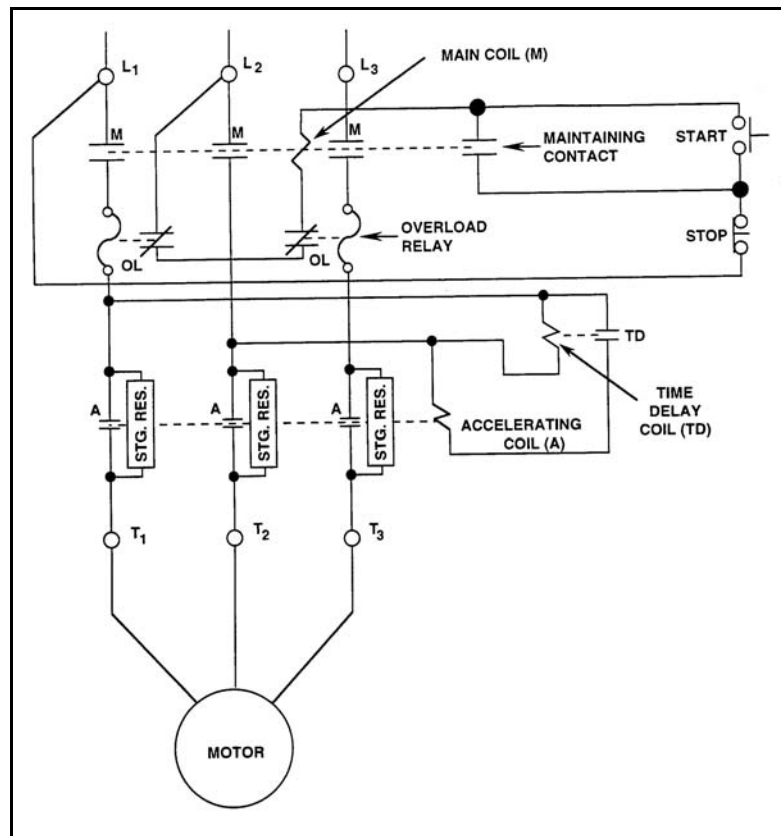 L1
L2
L3
MAIN COIL (M)
M
M
M
MAINTAINING
CONTACT
START
OVERLOAD
RELAY
STOP
OL
OL
TD
TIME
DELAY
COIL (TD)
A
STG. RES.
A
STG. RES.
A
STG. RES.
ACCELERATING
COIL (A)
T1
T2
T3
MOTOR